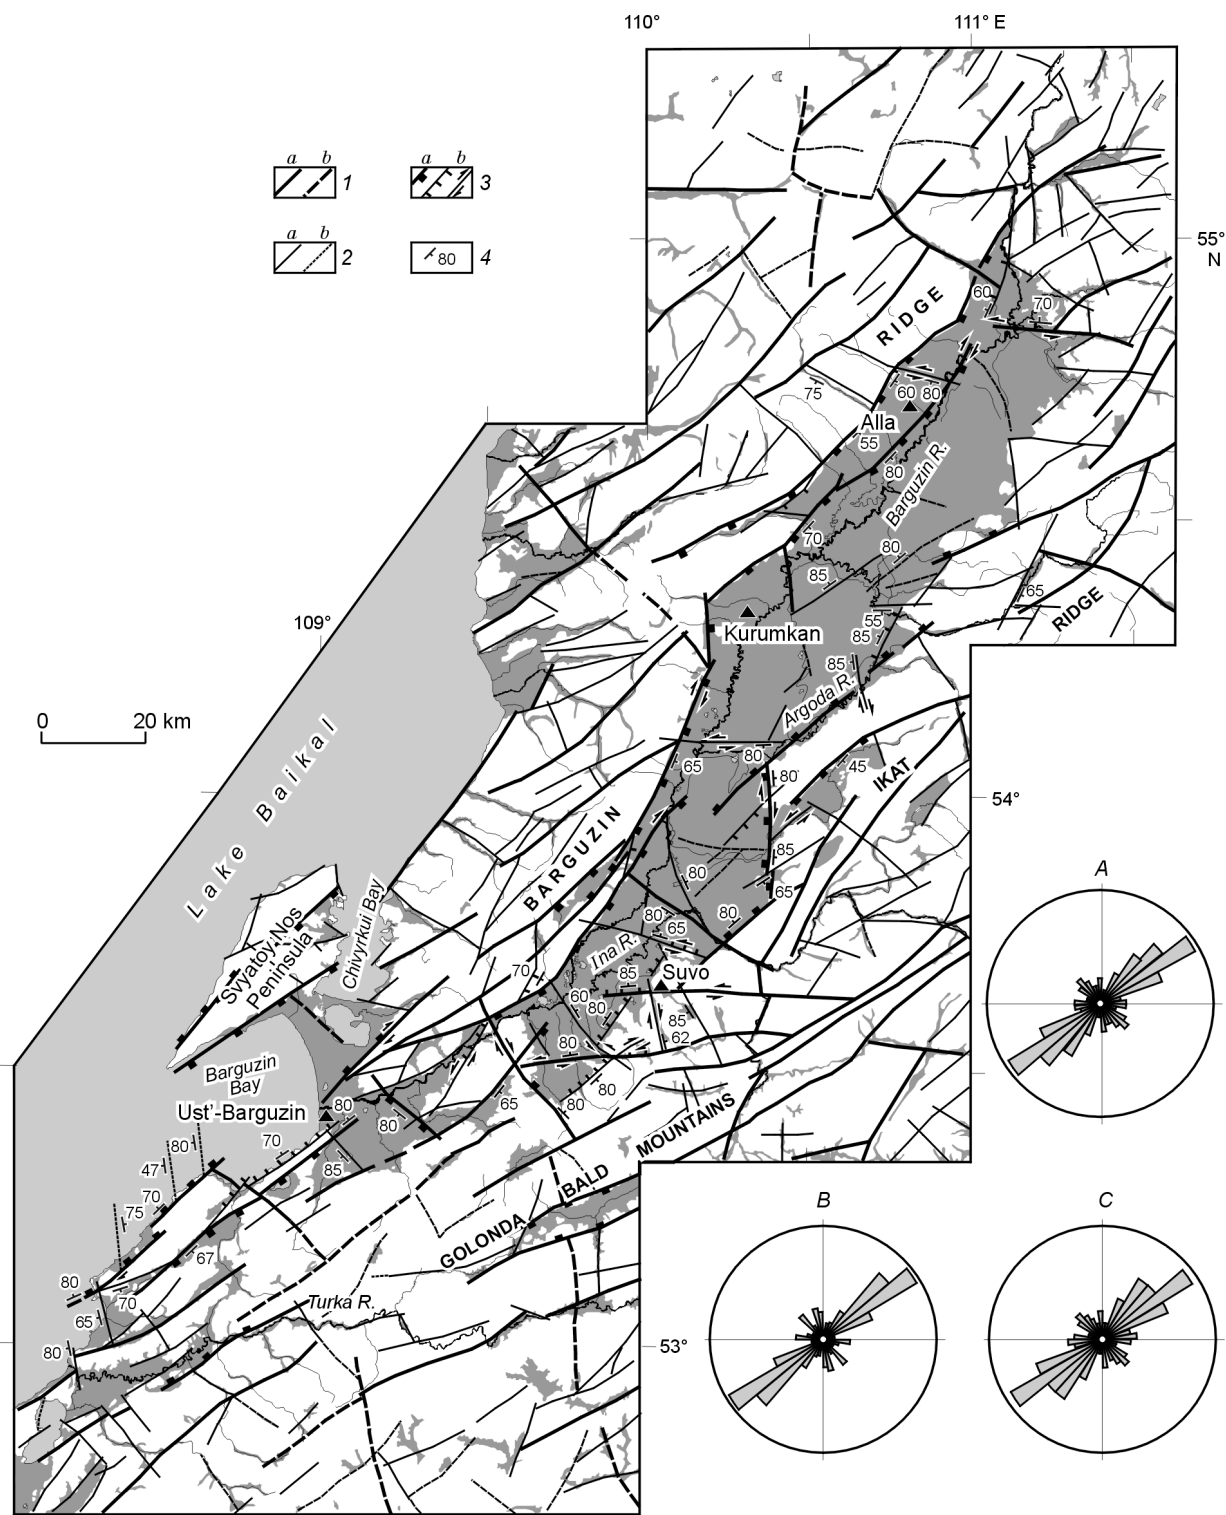 110°
111° E
a b
1
a b
3
a b
2
80
4
55°
N
RIDGE
60
70
75
60
80
Alla
55
80
Barguzin R.
70
80
85
65
RIDGE
Kurumkan
55
85
85
109°
Argoda R.
0
20 km
Lake Baikal
65
80
80
45
IKAT
54°
BARGUZIN
85
80
65
A
Chivyrkui Bay
80
65
80
Svyatoy Nos
Peninsula
Ina R.
70
85
Suvo
60
80
85
62
80
Barguzin
Bay
Ust'-Barguzin
80
80
65
80
80
MOUNTAINS
80
70
47
85
70
75
BALD
B
C
GOLONDA
67
80
70
65
Turka R.
53°
80